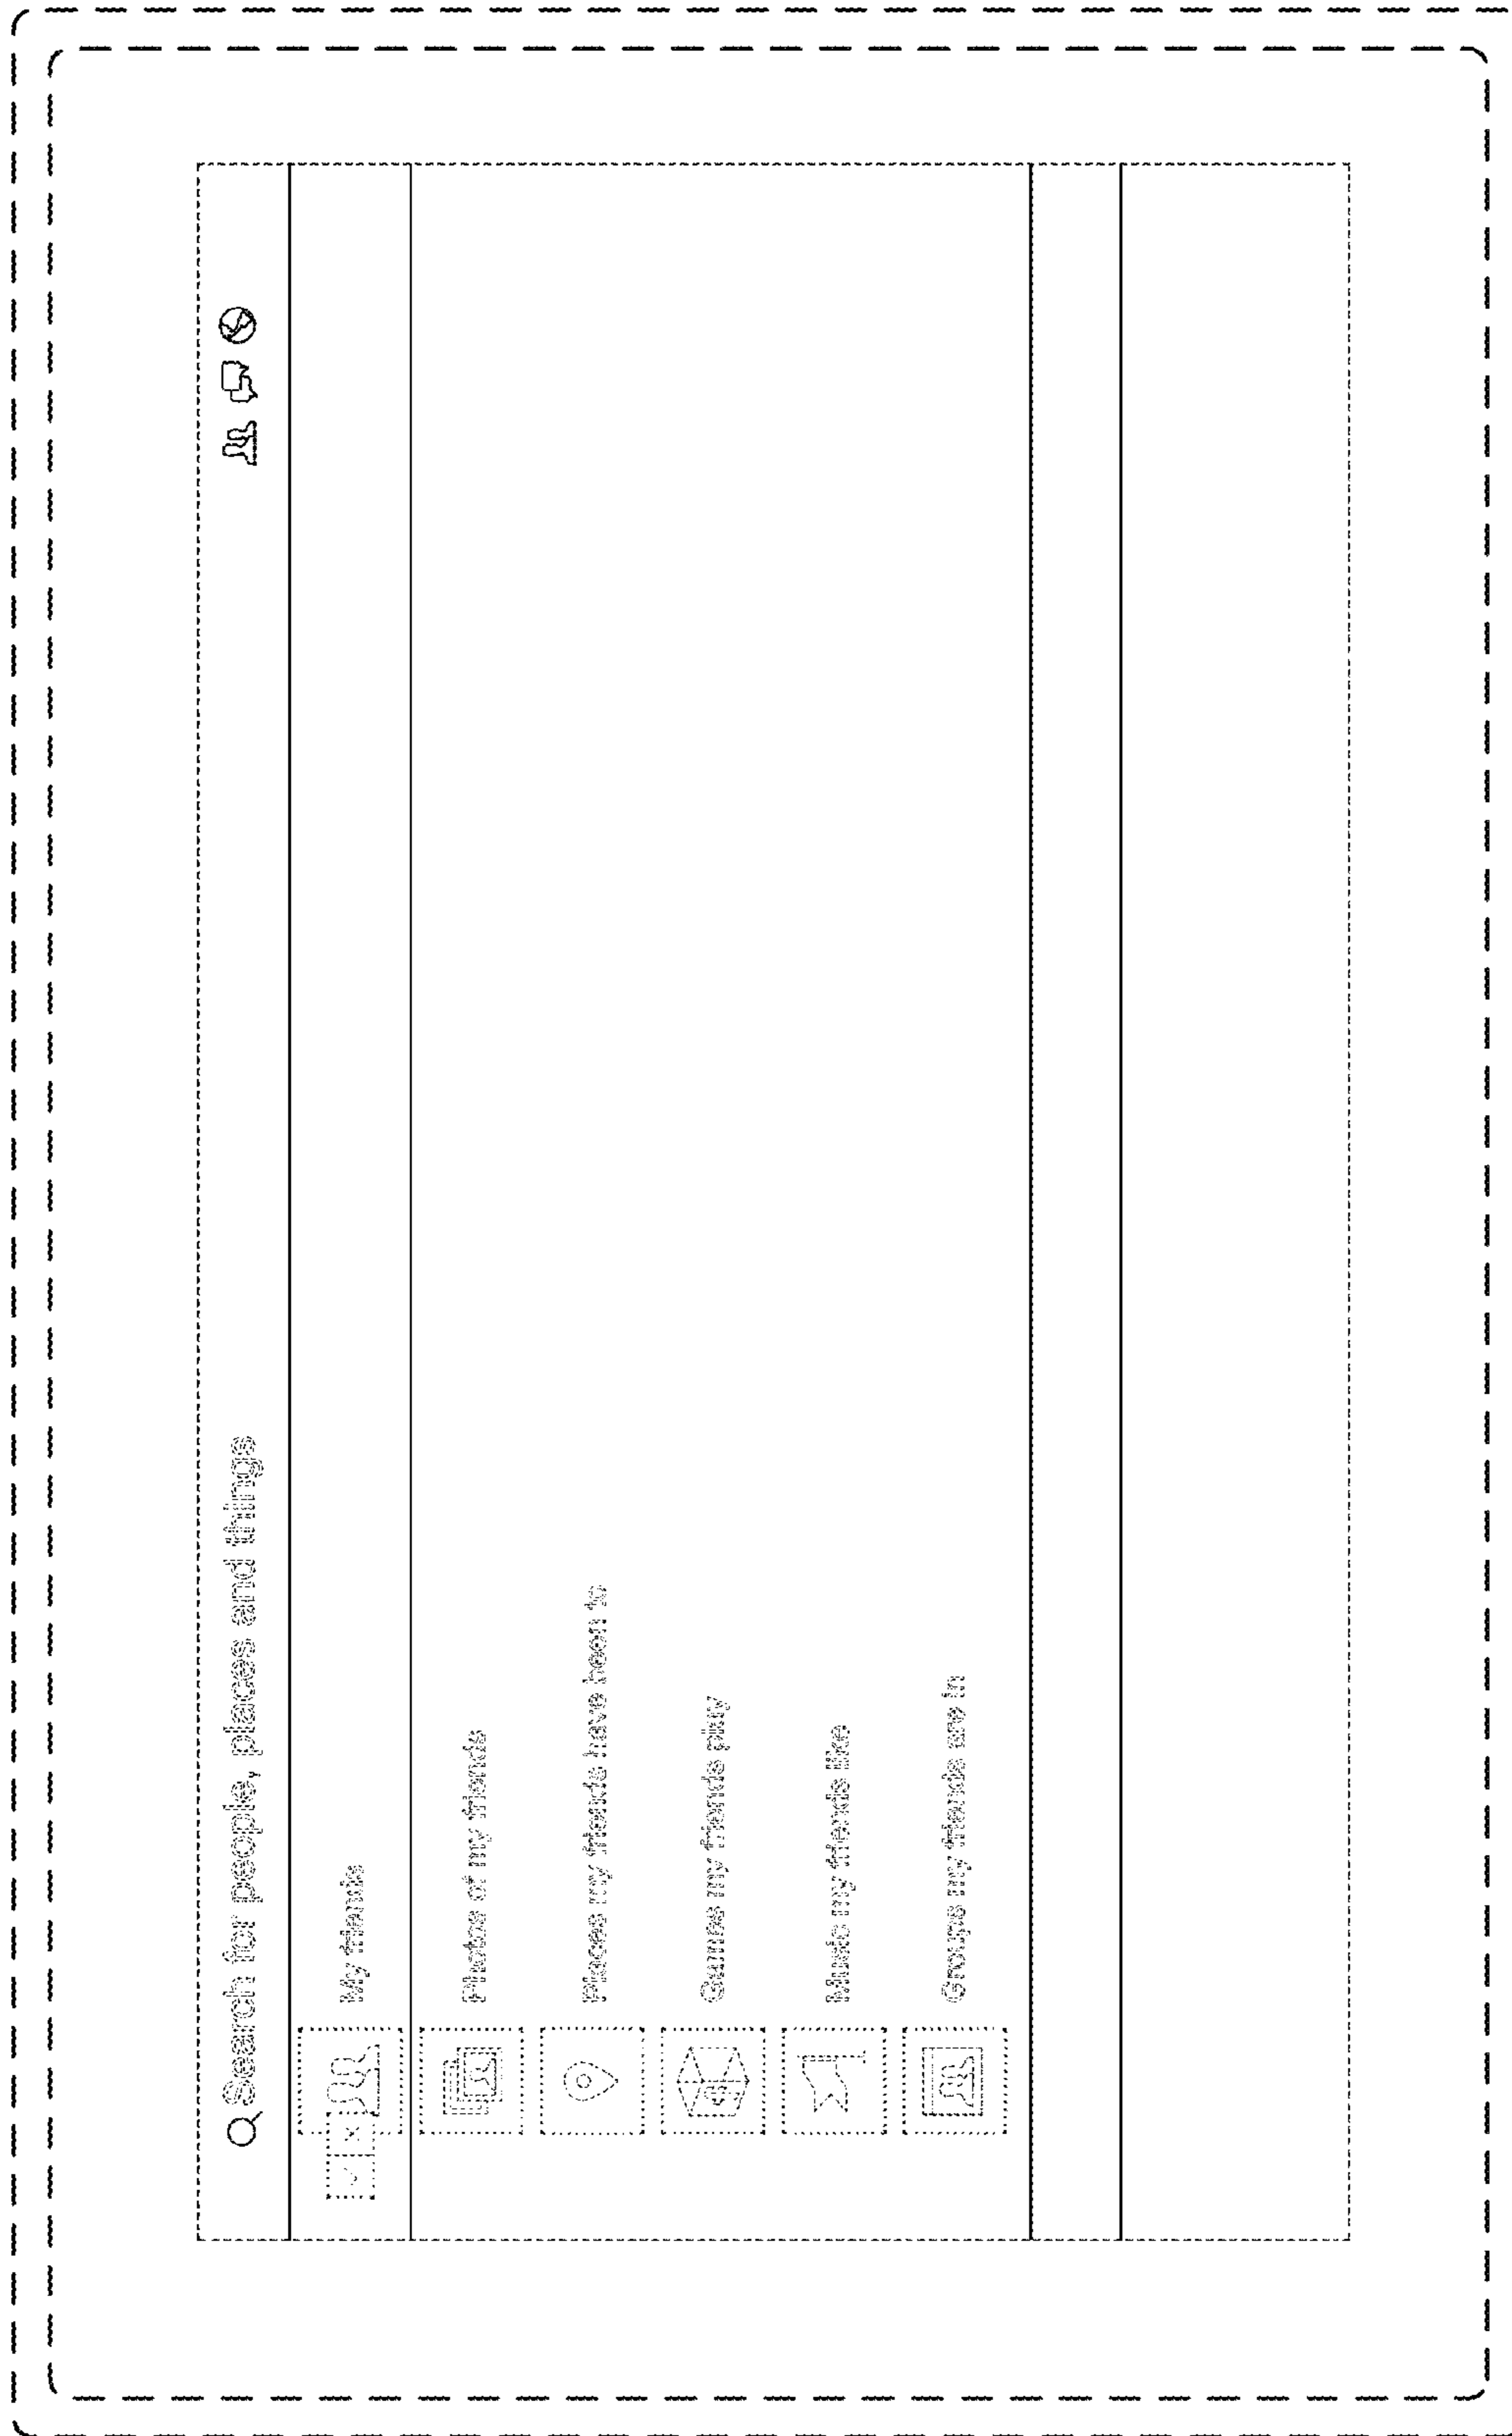 Search for people, places and things
My friends
Photos of my friends
Places my friends have been to
Games my friends play
Music my friends like
Groups my friends are in